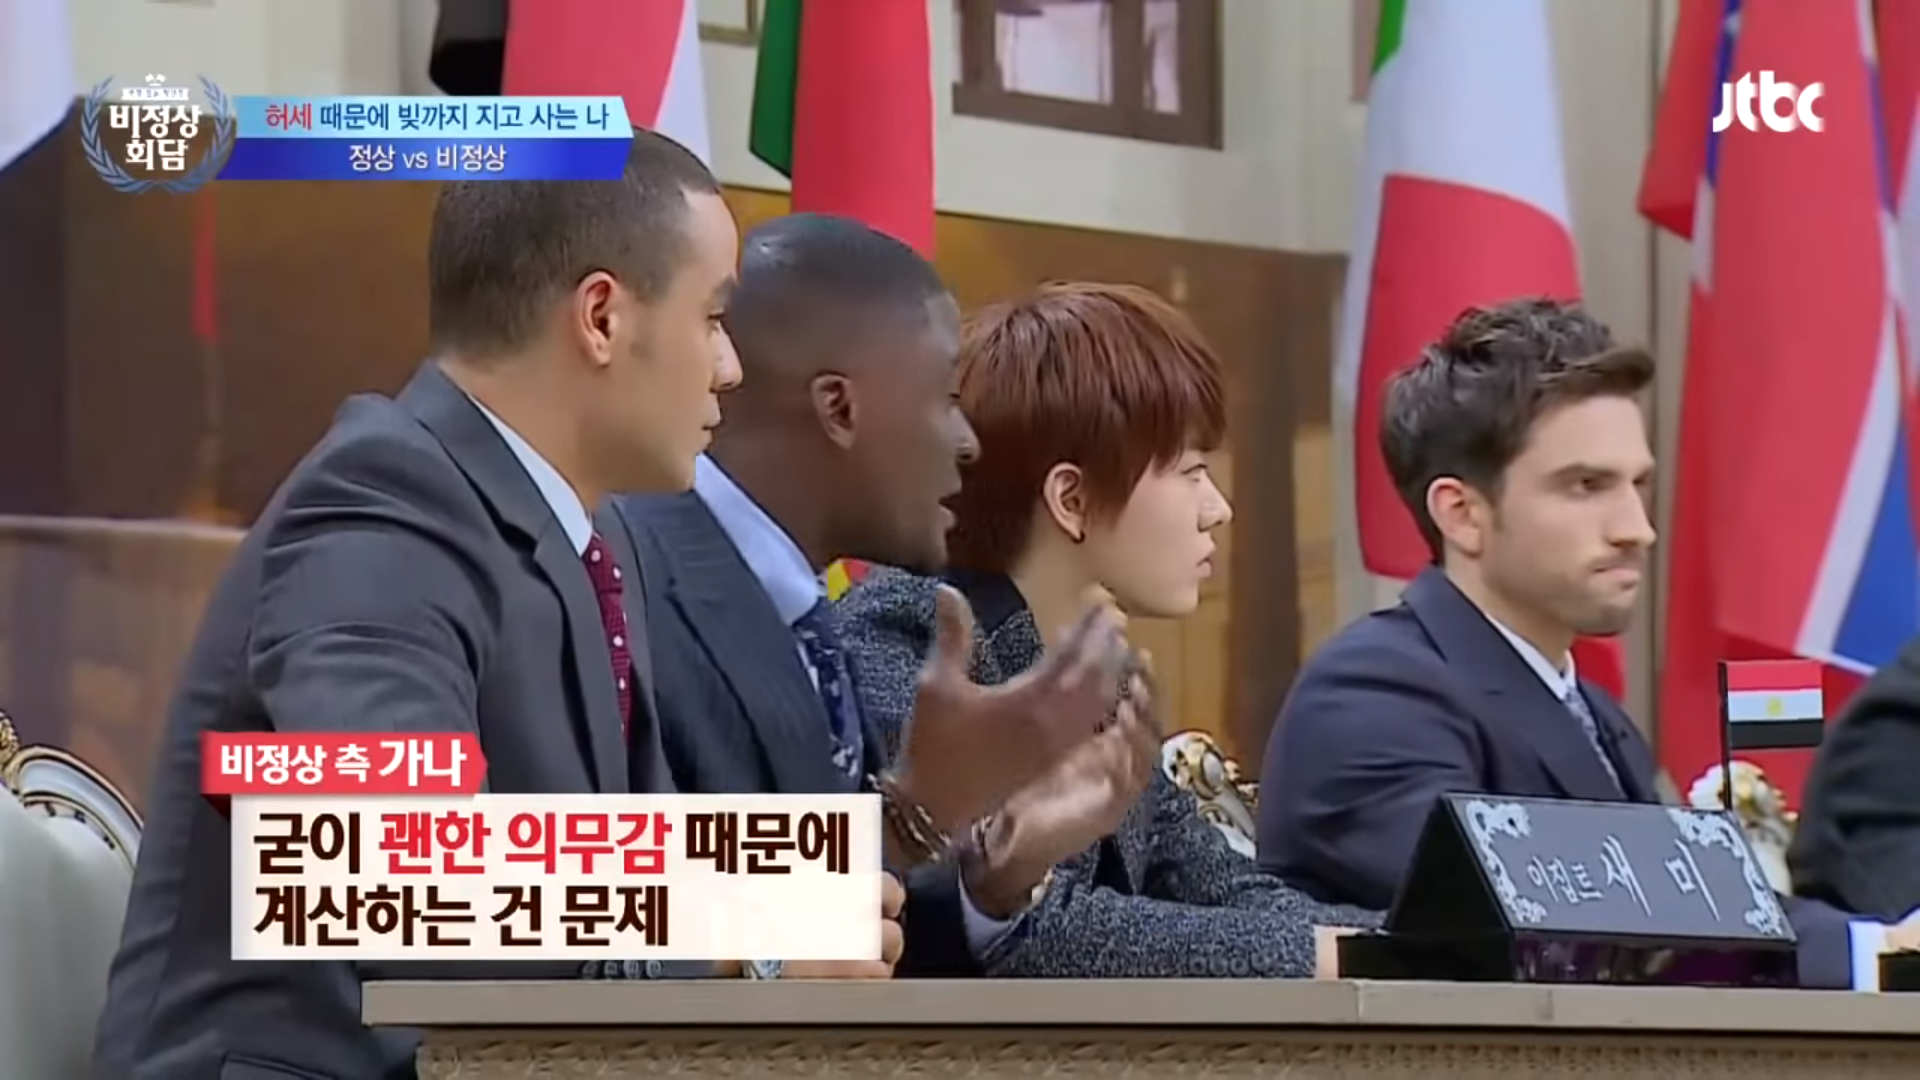 비정상
회담
허세 때문에 빚까지 지고 사는 나
정상 vs 비정상
jtbc
비정상 측 가나
굳이 괜한 의무감 때문에
계산하는 건 문제
이집트 새미